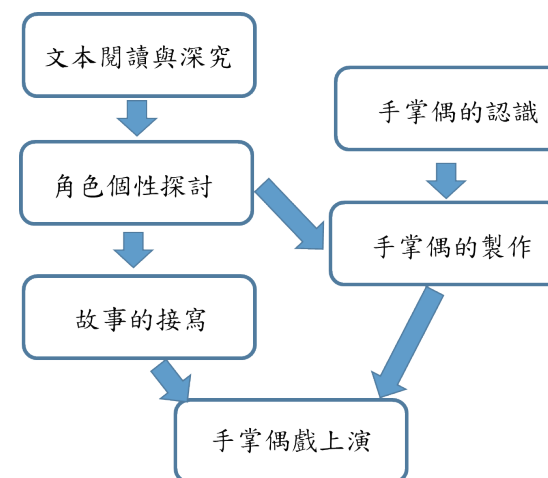 文本閱讀與深究
手掌偶的認識
角色個性探討
手掌偶的製作
故事的接寫
手掌偶戲上演